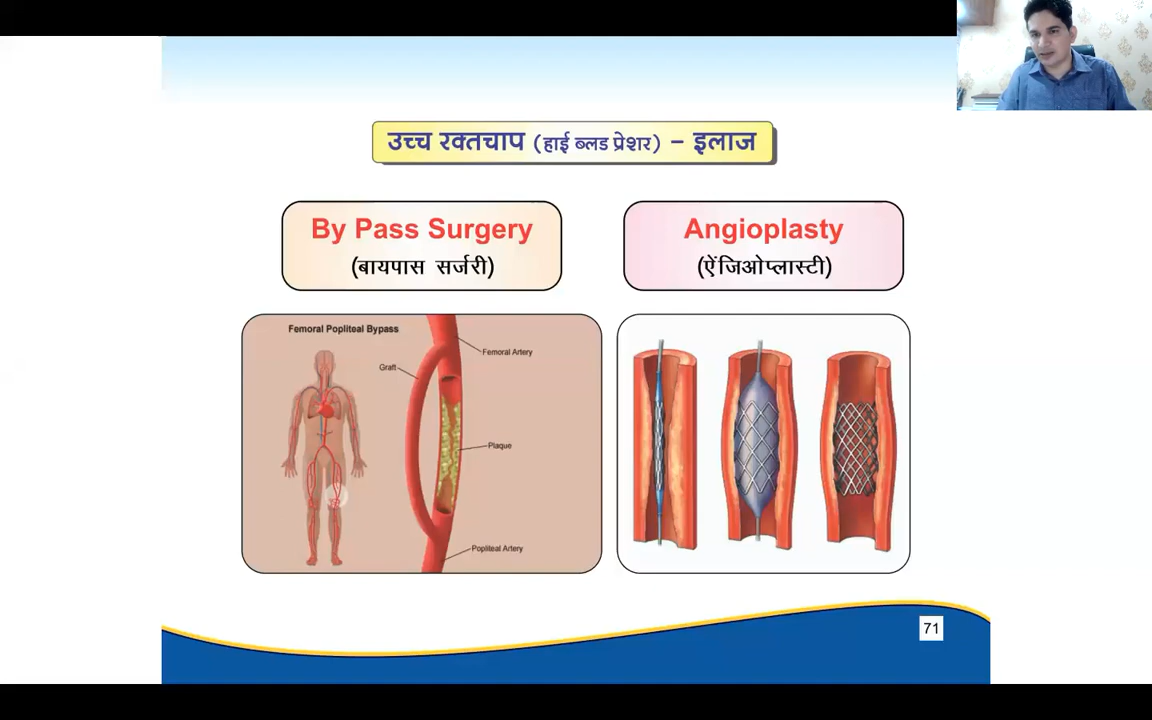 उच्च रक्तचाप (हाई ब्लड प्रेशर) – इलाज
By Pass Surgery
(बायपास सर्जरी)
Angioplasty
(ऐंजिओप्लास्टी)
Femoral Popliteal Bypass
Femoral Artery
Graft
Plaque
Popliteal Artery
71